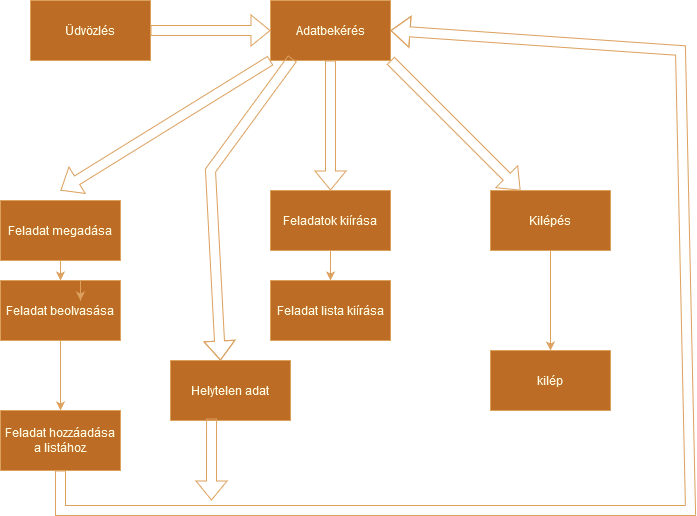 Üdvözlés
Adatbekérés
Feladat megadása
Feladatok kiírása
Kilépés
Feladat beolvasása
Feladat lista kiírása
Helytelen adat
kilép
Feladat hozzáadása
a listához